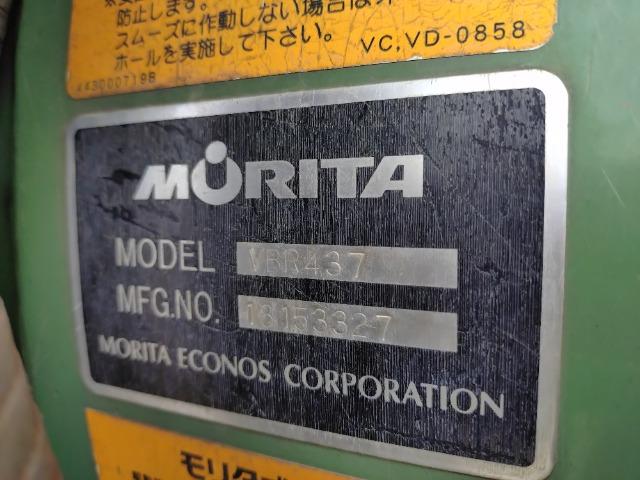 防止します。
スムーズに作動しない場合は
ホールを実施して下さい。
VC,VD-0858
443000719B
MORITA
MODEL VBR437
MFG.NO. 18153327
MORITA ECONOS CORPORATION
モリタ